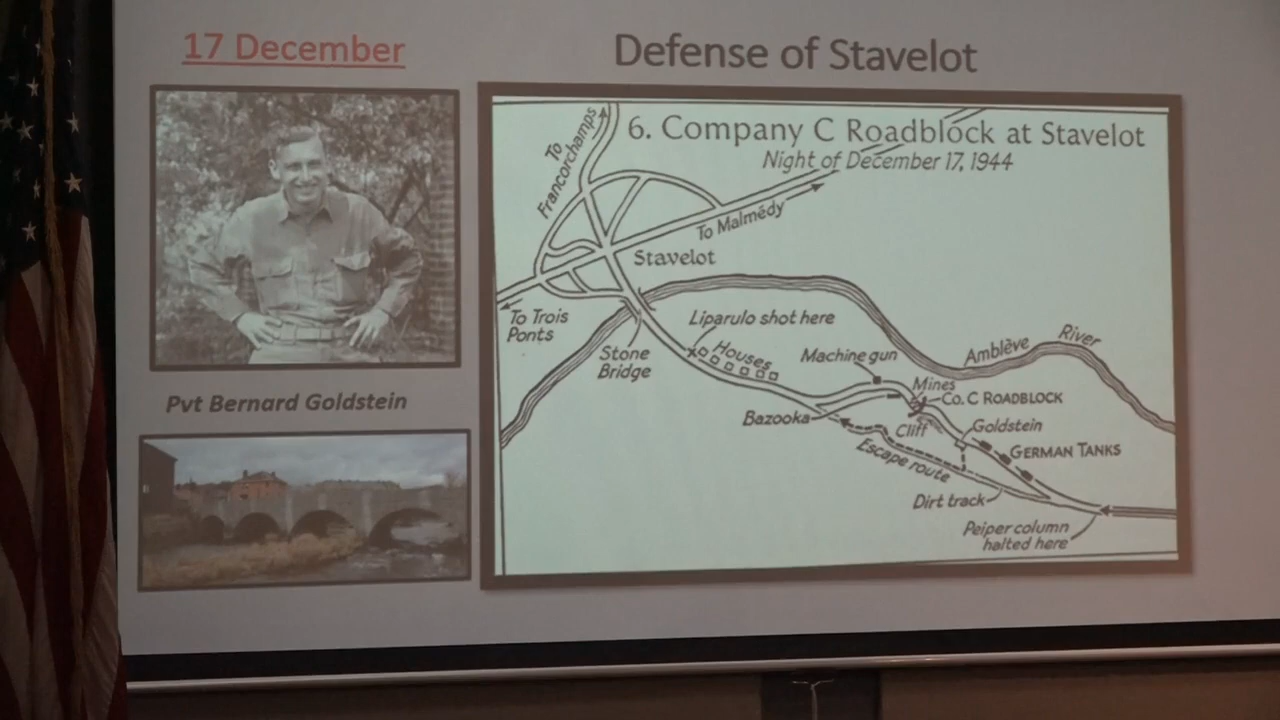 17 December
Defense of Stavelot
Pvt Bernard Goldstein
6. Company C Roadblock at Stavelot
Night of December 17, 1944
To
Francorchamps
To Malmédy
Stavelot
To Trois
Ponts
Liparulo shot here
Houses
Stone
Bridge
Machine gun
Amblève River
Mines
Co. C ROADBLOCK
Bazooka
Cliff
Goldstein
GERMAN TANKS
Escape route
Dirt track
Peiper column
halted here